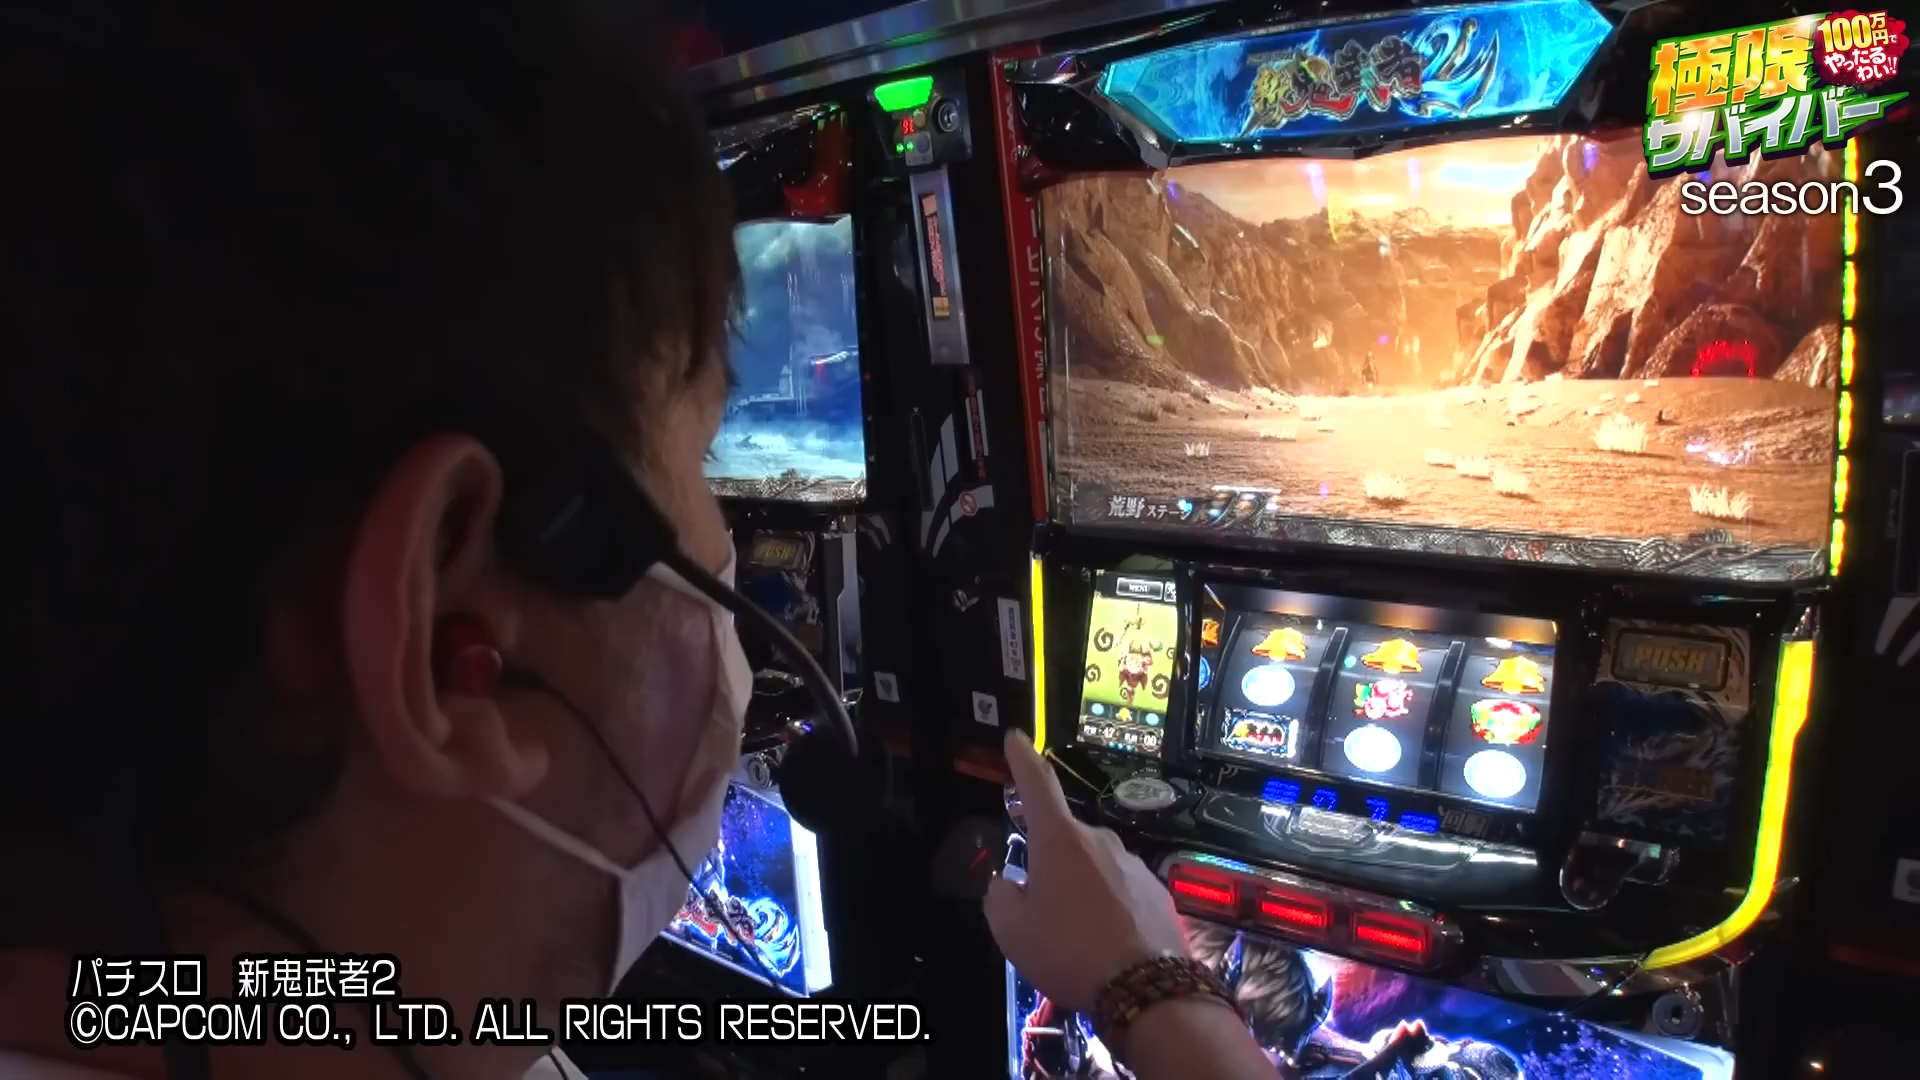 極限
サバイバー
100万円で
やったるわい!!
season3
新鬼武者2
荒野ステージ
PUSH
PUSH
MENU
パチスロ 新鬼武者2
©CAPCOM CO., LTD. ALL RIGHTS RESERVED.